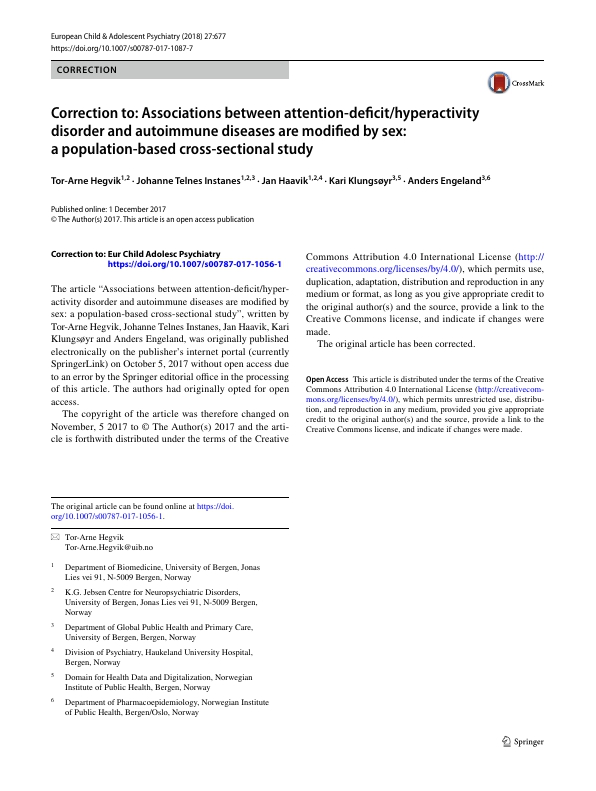 European Child & Adolescent Psychiatry (2018) 27:677
https://doi.org/10.1007/s00787-017-1087-7
CORRECTION
CrossMark
Correction to: Associations between attention-deficit/hyperactivity
disorder and autoimmune diseases are modified by sex:
a population-based cross-sectional study
Tor-Arne Hegvik1,2 · Johanne Telnes Instanes1,2,3 · Jan Haavik1,2,4 · Kari Klungsøyr3,5 · Anders Engeland3,6
Published online: 1 December 2017
© The Author(s) 2017. This article is an open access publication
Correction to: Eur Child Adolesc Psychiatry
https://doi.org/10.1007/s00787-017-1056-1
The article “Associations between attention-deficit/hyper-
activity disorder and autoimmune diseases are modified by
sex: a population-based cross-sectional study”, written by
Tor-Arne Hegvik, Johanne Telnes Instanes, Jan Haavik, Kari
Klungsøyr and Anders Engeland, was originally published
electronically on the publisher’s internet portal (currently
SpringerLink) on October 5, 2017 without open access due
to an error by the Springer editorial office in the processing
of this article. The authors had originally opted for open
access.
The copyright of the article was therefore changed on
November, 5 2017 to © The Author(s) 2017 and the arti-
cle is forthwith distributed under the terms of the Creative
Commons Attribution 4.0 International License (http://
creativecommons.org/licenses/by/4.0/), which permits use,
duplication, adaptation, distribution and reproduction in any
medium or format, as long as you give appropriate credit to
the original author(s) and the source, provide a link to the
Creative Commons license, and indicate if changes were
made.
The original article has been corrected.
Open Access This article is distributed under the terms of the Creative
Commons Attribution 4.0 International License (http://creativecom-
mons.org/licenses/by/4.0/), which permits unrestricted use, distribu-
tion, and reproduction in any medium, provided you give appropriate
credit to the original author(s) and the source, provide a link to the
Creative Commons license, and indicate if changes were made.
The original article can be found online at https://doi.
org/10.1007/s00787-017-1056-1.
Tor-Arne Hegvik
Tor-Arne.Hegvik@uib.no
1 Department of Biomedicine, University of Bergen, Jonas
Lies vei 91, N-5009 Bergen, Norway
2 K.G. Jebsen Centre for Neuropsychiatric Disorders,
University of Bergen, Jonas Lies vei 91, N-5009 Bergen,
Norway
3 Department of Global Public Health and Primary Care,
University of Bergen, Bergen, Norway
4 Division of Psychiatry, Haukeland University Hospital,
Bergen, Norway
5 Domain for Health Data and Digitalization, Norwegian
Institute of Public Health, Bergen, Norway
6 Department of Pharmacoepidemiology, Norwegian Institute
of Public Health, Bergen/Oslo, Norway
Springer